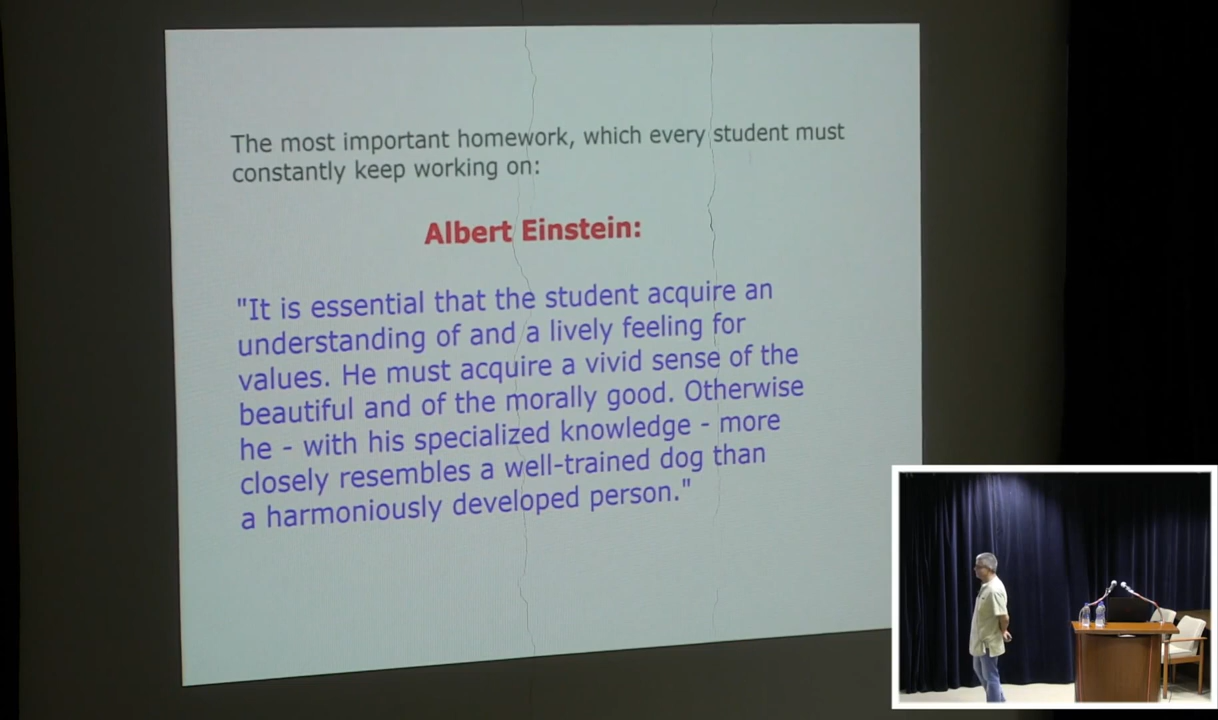 The most important homework, which every student must
constantly keep working on:
Albert Einstein:
"It is essential that the student acquire an
understanding of and a lively feeling for
values. He must acquire a vivid sense of the
beautiful and of the morally good. Otherwise
he - with his specialized knowledge - more
closely resembles a well-trained dog than
a harmoniously developed person."